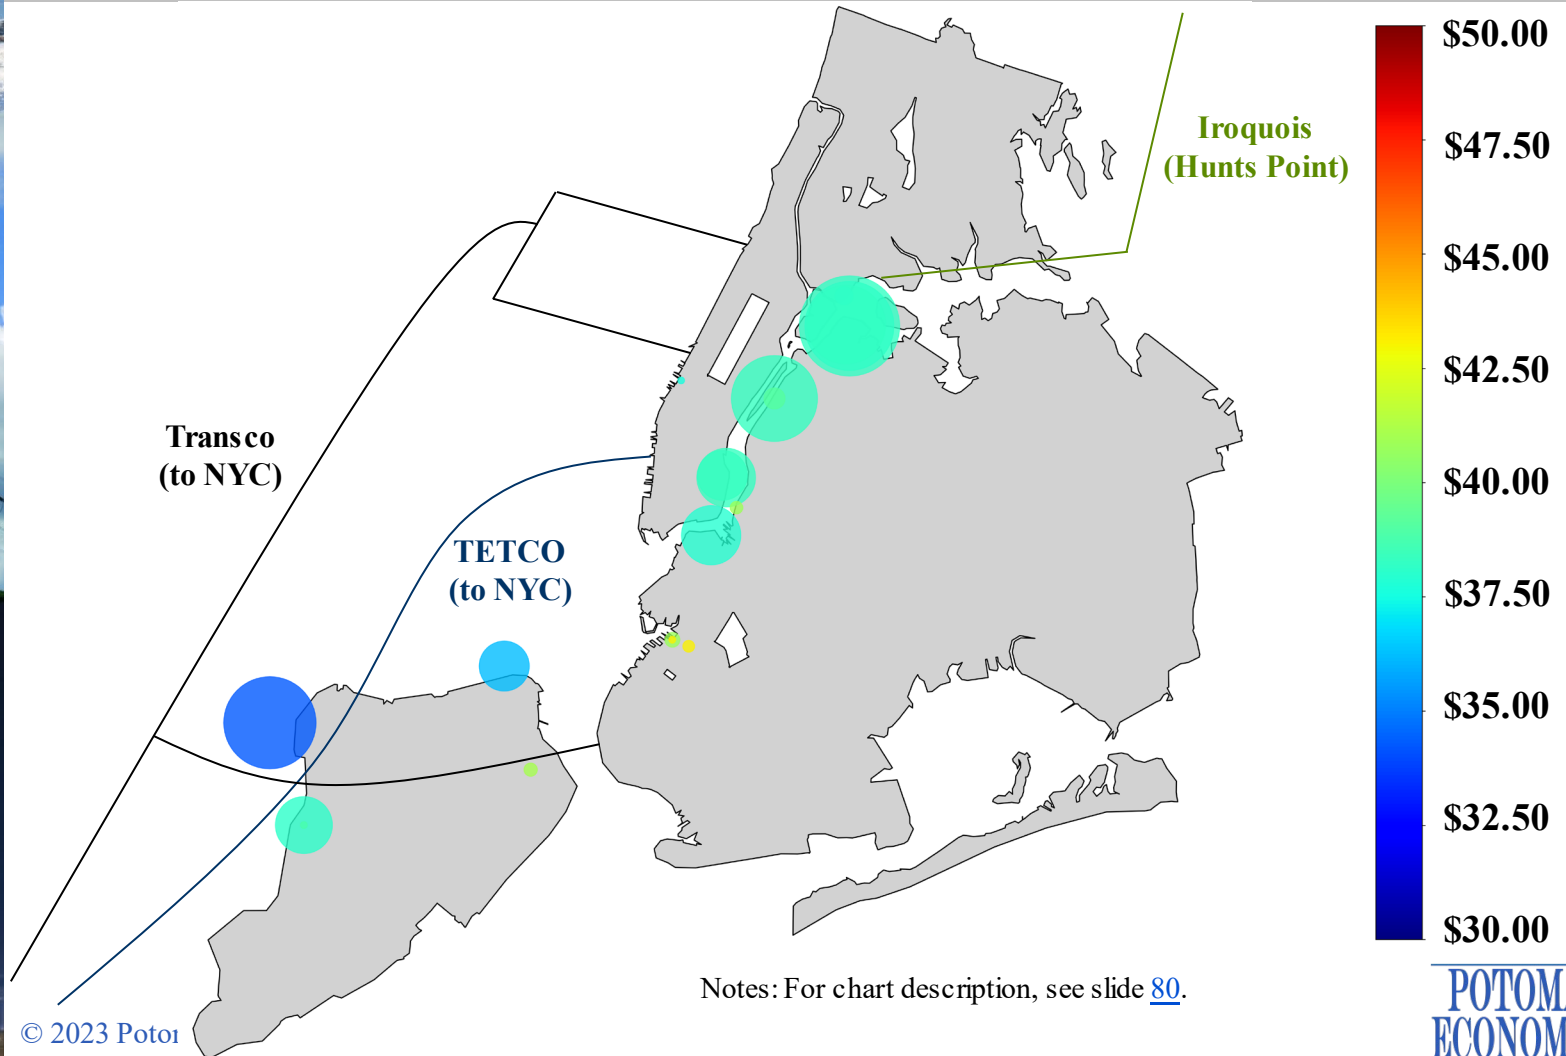 $50.00
Iroquois
(Hunts Point)
$47.50
$45.00
$42.50
Transco
(to NYC)
$40.00
TETCO
(to NYC)
$37.50
$35.00
$32.50
$30.00
Notes: For chart description, see slide 80.
© 2023